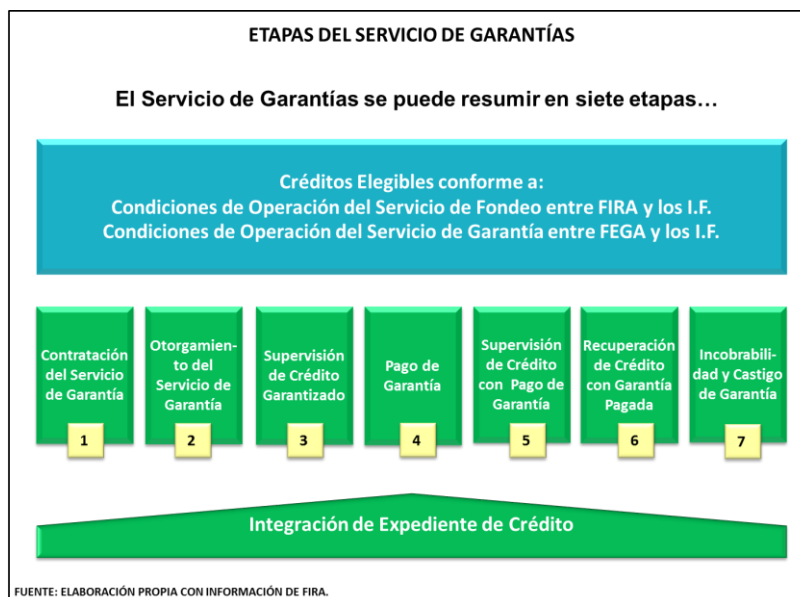 ETAPAS DEL SERVICIO DE GARANTÍAS
El Servicio de Garantías se puede resumir en siete etapas…
Créditos Elegibles conforme a:
Condiciones de Operación del Servicio de Fondeo entre FIRA y los I.F.
Condiciones de Operación del Servicio de Garantía entre FEGA y los I.F.
Contratación
del Servicio
de Garantía
1
Otorgamien-
to del
Servicio de
Garantía
2
Supervisión
de Crédito
Garantizado
3
Pago de
Garantía
4
Supervisión
de Crédito
con Pago de
Garantía
5
Recuperación
de Crédito
con Garantía
Pagada
6
Incobrabili-
dad y Castigo
de Garantía
7
Integración de Expediente de Crédito
FUENTE: ELABORACIÓN PROPIA CON INFORMACIÓN DE FIRA.